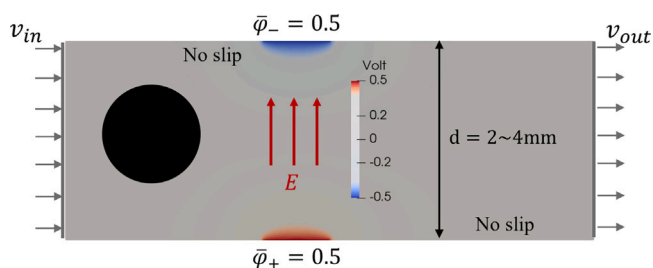 φ̄₋ = 0.5
v_in
v_out
No slip
Volt
0.5
0.2
0
-0.2
-0.5
d = 2~4mm
E
No slip
φ̄₊ = 0.5